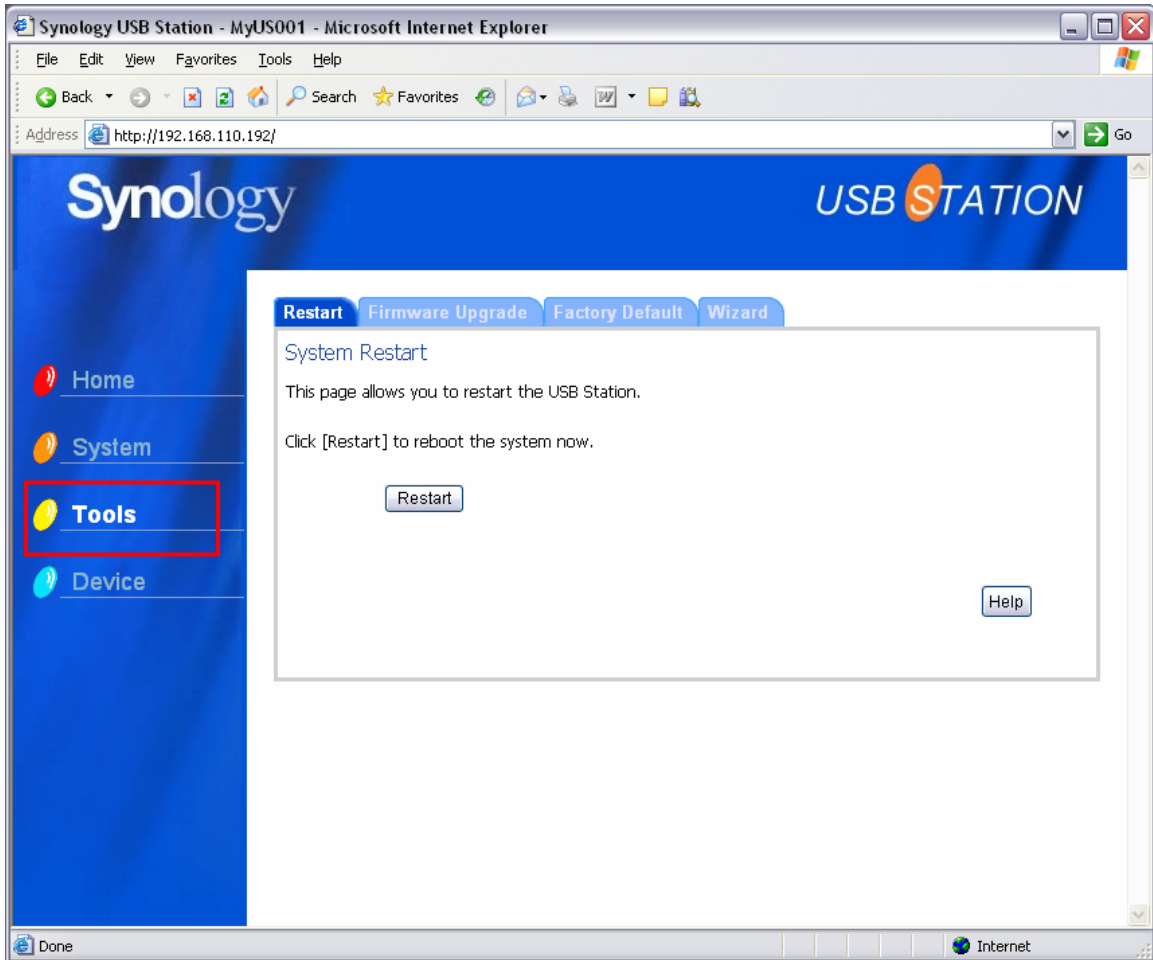 Synology USB Station - MyUS001 - Microsoft Internet Explorer
File Edit View Favorites Tools Help
Back Search Favorites
Address http://192.168.110.192/ Go
Synology
USB STATION
Restart Firmware Upgrade Factory Default Wizard
System Restart
This page allows you to restart the USB Station.
Click [Restart] to reboot the system now.
Restart
Help
Home
System
Tools
Device
Done Internet